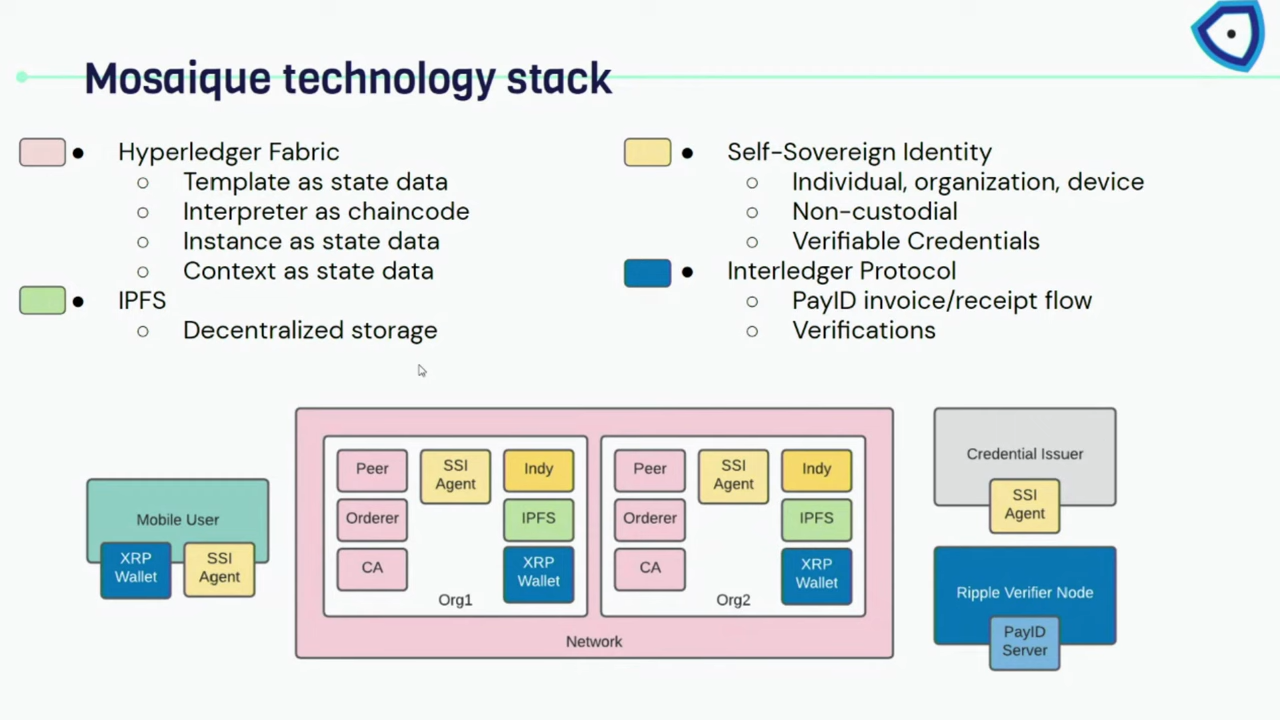 Mosaique technology stack
Hyperledger Fabric
Template as state data
Interpreter as chaincode
Instance as state data
Context as state data
IPFS
Decentralized storage
Self-Sovereign Identity
Individual, organization, device
Non-custodial
Verifiable Credentials
Interledger Protocol
PayID invoice/receipt flow
Verifications
Mobile User
XRP
Wallet
SSI
Agent
Peer
SSI
Agent
Indy
Orderer
IPFS
CA
XRP
Wallet
Org1
Peer
SSI
Agent
Indy
Orderer
IPFS
CA
XRP
Wallet
Org2
Network
Credential Issuer
SSI
Agent
Ripple Verifier Node
PayID
Server